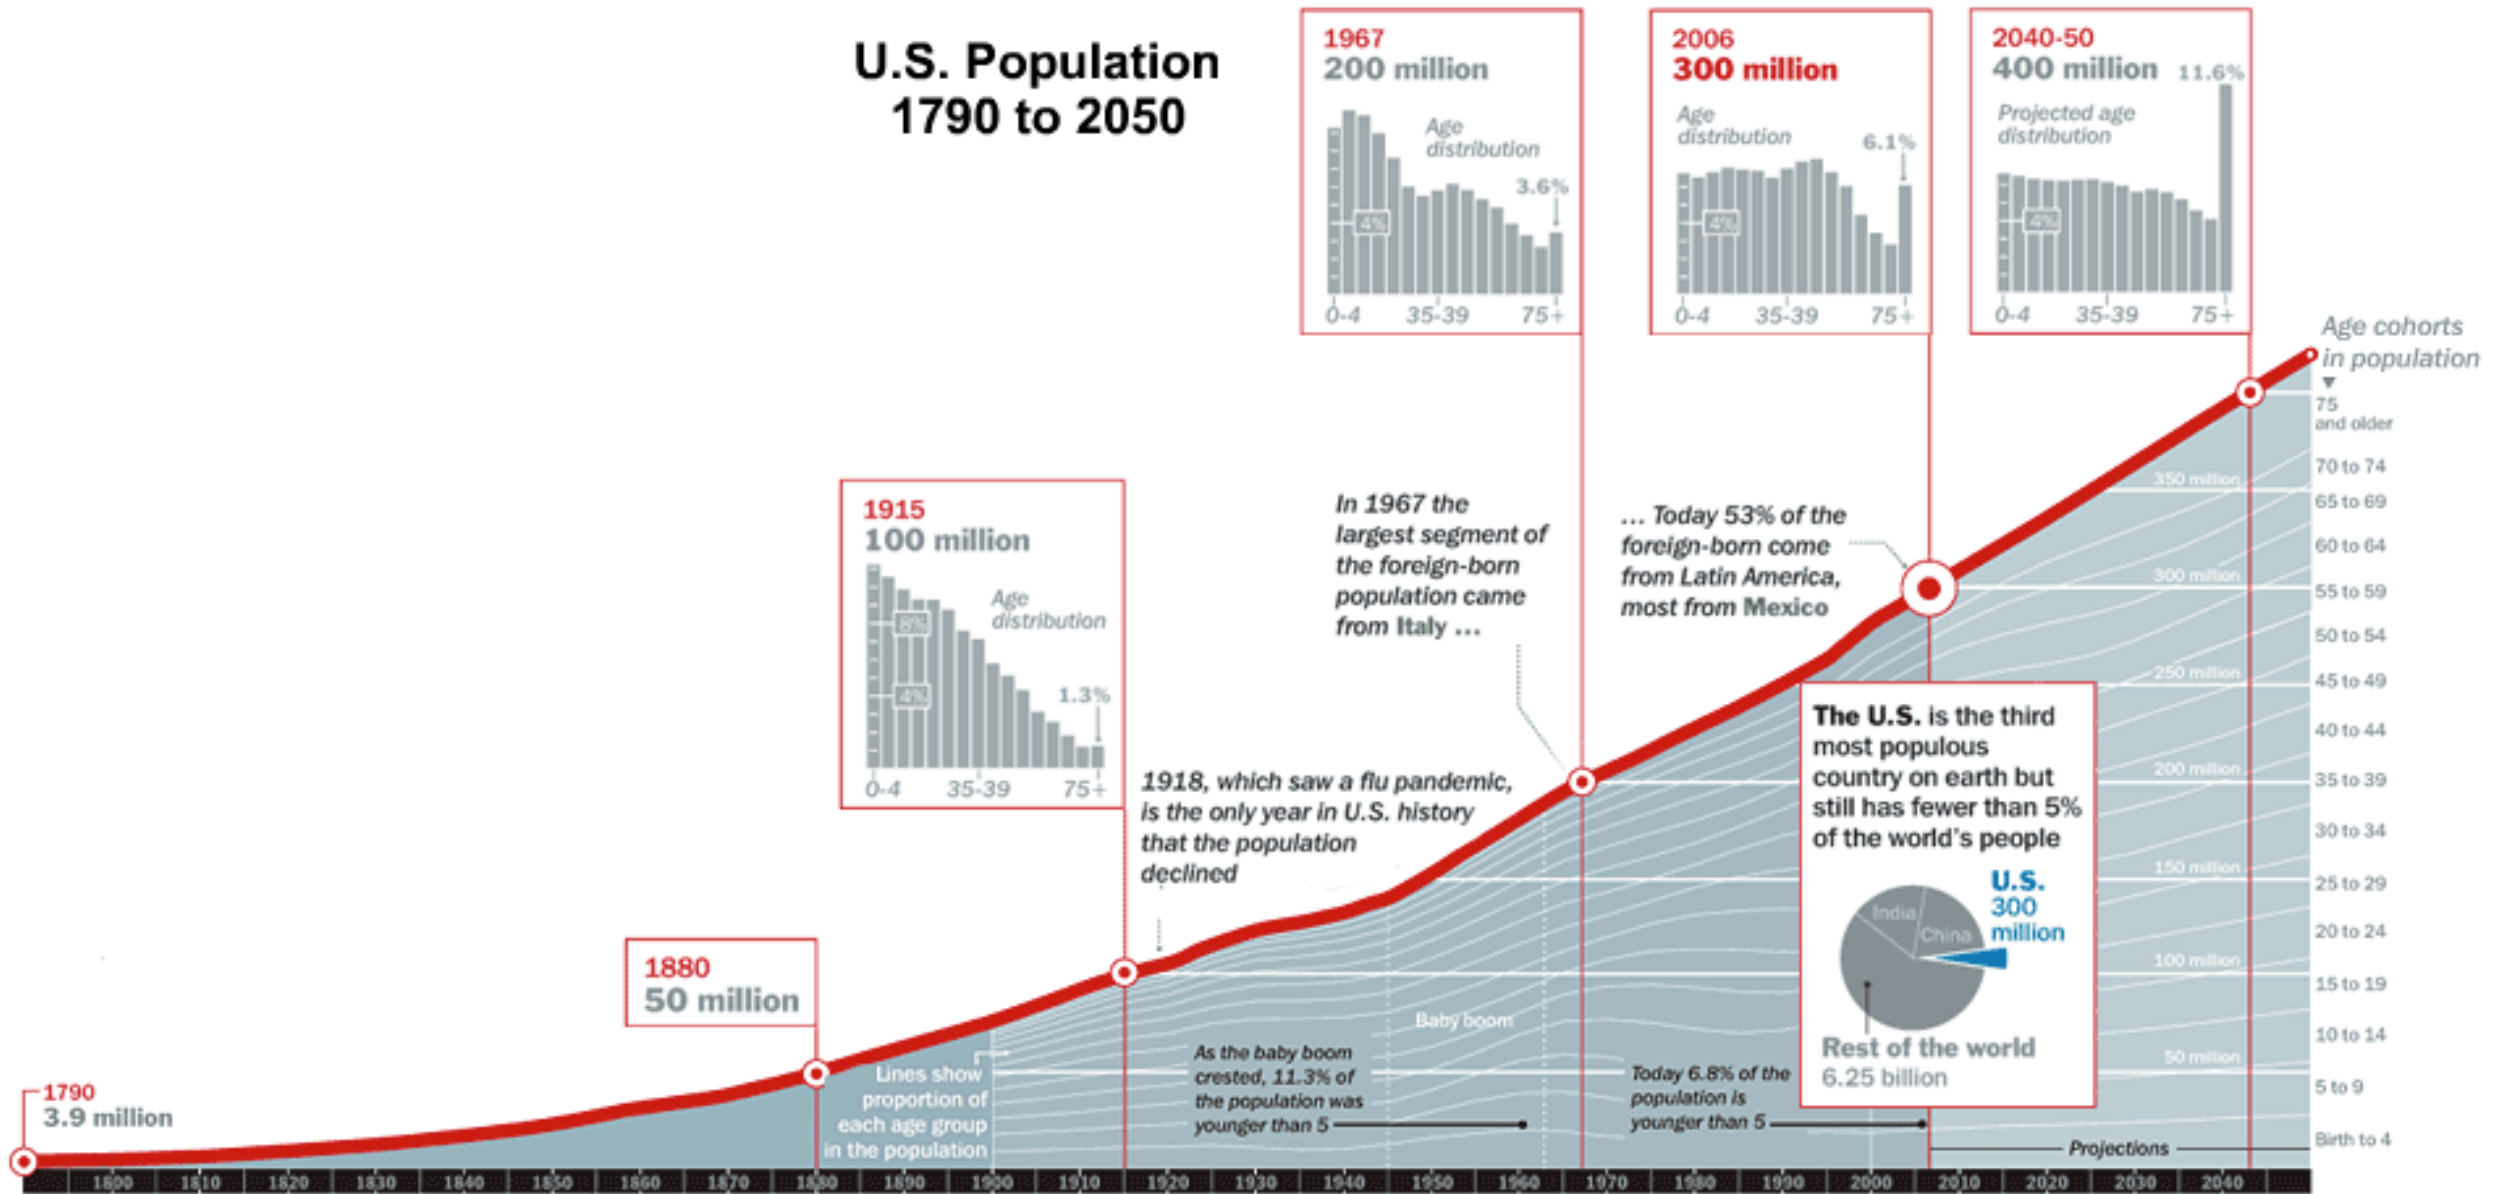 U.S. Population
1790 to 2050
1967
200 million
Age
distribution
3.6%
4%
0-4 35-39 75+
2006
300 million
Age
distribution
6.1%
4%
0-4 35-39 75+
2040-50
400 million 11.6%
Projected age
distribution
4%
0-4 35-39 75+
1915
100 million
Age
distribution
8%
4%
1.3%
0-4 35-39 75+
1880
50 million
1790
3.9 million
1918, which saw a flu pandemic,
is the only year in U.S. history
that the population
declined
In 1967 the
largest segment of
the foreign-born
population came
from Italy ...
... Today 53% of the
foreign-born come
from Latin America,
most from Mexico
The U.S. is the third
most populous
country on earth but
still has fewer than 5%
of the world's people
U.S.
300
million
India
China
Rest of the world
6.25 billion
Lines show
proportion of
each age group
in the population
Baby boom
As the baby boom
crested, 11.3% of
the population was
younger than 5
Today 6.8% of the
population is
younger than 5
Projections
350 million
300 million
250 million
200 million
150 million
100 million
50 million
Age cohorts
in population
75
and older
70 to 74
65 to 69
60 to 64
55 to 59
50 to 54
45 to 49
40 to 44
35 to 39
30 to 34
25 to 29
20 to 24
15 to 19
10 to 14
5 to 9
Birth to 4
1800 1810 1820 1830 1840 1850 1860 1870 1880 1890 1900 1910 1920 1930 1940 1950 1960 1970 1980 1990 2000 2010 2020 2030 2040